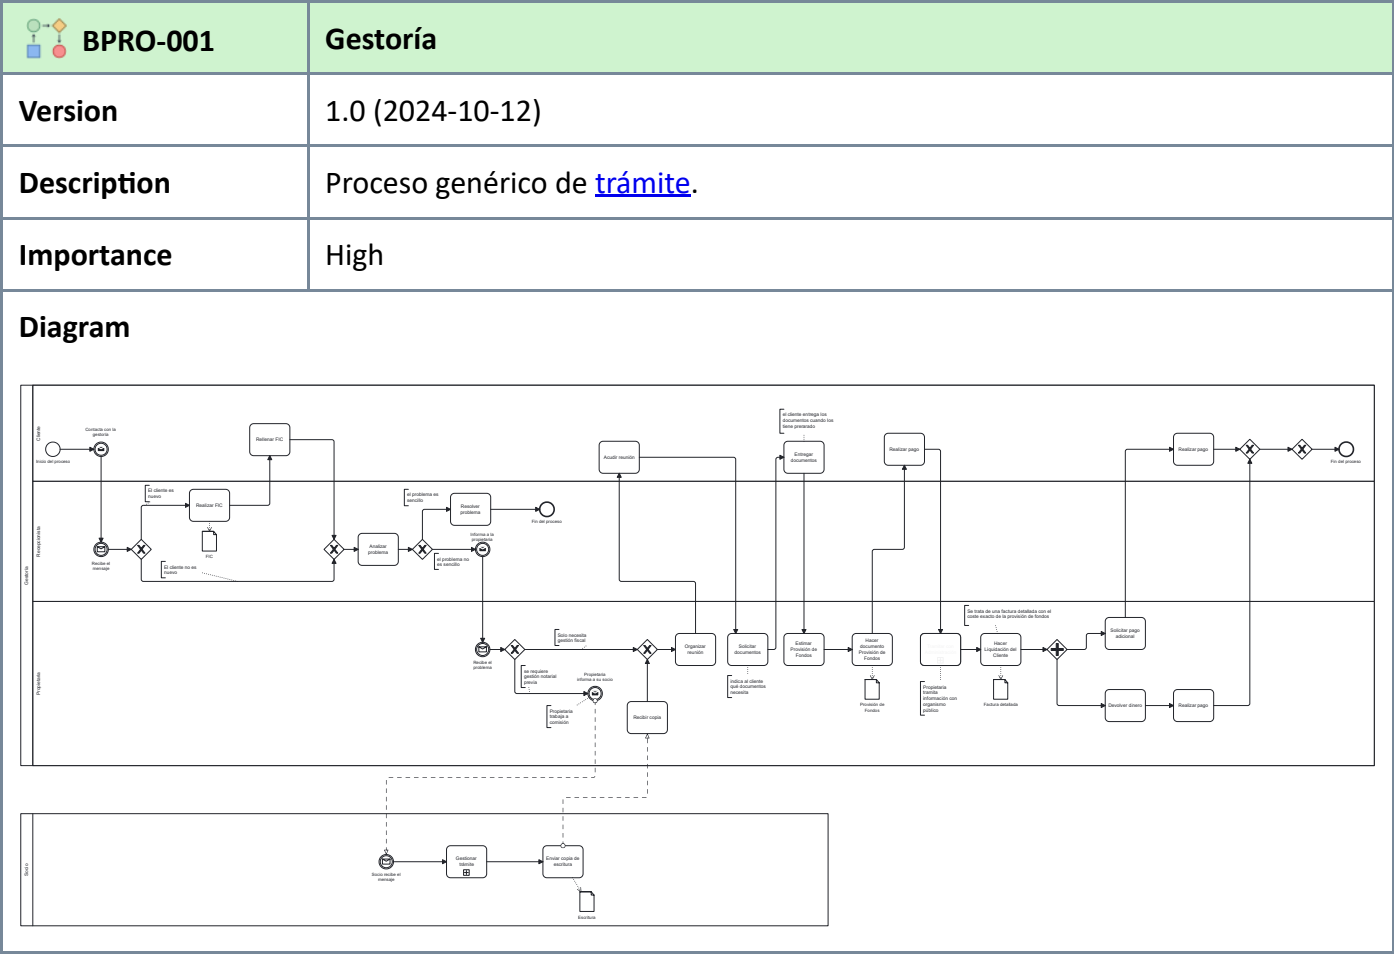 BPRO-001
Gestoría
Version
1.0 (2024-10-12)
Description
Proceso genérico de trámite.
Importance
High
Diagram
Gestoría
Cliente
Inicio del proceso
Contacta con la
gestoría
Rellenar FIC
Acudir reunión
el cliente entrega los
documentos cuando los
tiene preparado
Entregar
documentos
Realizar pago
Realizar pago
Fin del proceso
Recepcionista
Recibe el
mensaje
El cliente es
nuevo
Realizar FIC
FIC
El cliente no es
nuevo
Analizar
problema
el problema es
sencillo
Resolver
problema
Fin del proceso
el problema no
es sencillo
Informa a la
propietaria
Propietaria
Recibe el
problema
Solo necesita
gestión fiscal
se requiere
gestión notarial
previa
Propietaria
informa a su socio
Propietaria
trabaja a
comisión
Recibir copia
Organizar
reunión
Solicitar
documentos
indica al cliente
qué documentos
necesita
Estimar
Provisión de
Fondos
Hacer
documento
Provisión de
Fondos
Provisión de
Fondos
Propietaria
tramita
información con
organismo
público
Se trata de una factura detallada con el
coste exacto de la provisión de fondos
Hacer
Liquidación del
Cliente
Factura detallada
Solicitar pago
adicional
Devolver dinero
Realizar pago
Socio
Socio recibe el
mensaje
Gestionar
trámite
Enviar copia de
escritura
Escritura